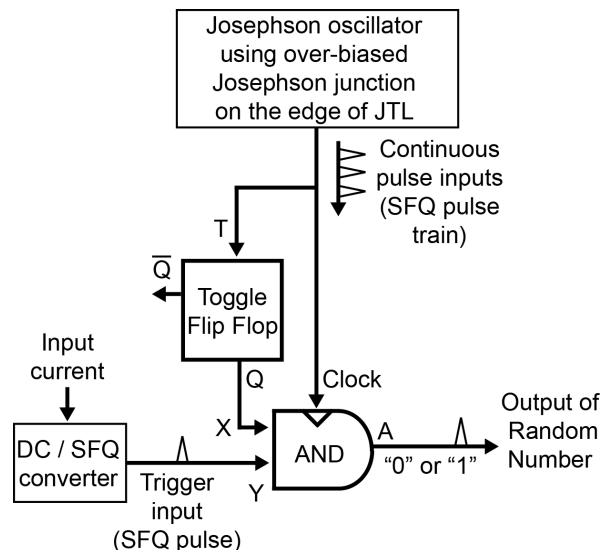 Josephson oscillator
using over-biased
Josephson junction
on the edge of JTL
Continuous
pulse inputs
(SFQ pulse
train)
T
Q̅
Toggle
Flip Flop
Input
current
Q
Clock
X
DC / SFQ
converter
Trigger
input
(SFQ pulse)
Y
AND
A
“0” or “1”
Output of
Random
Number